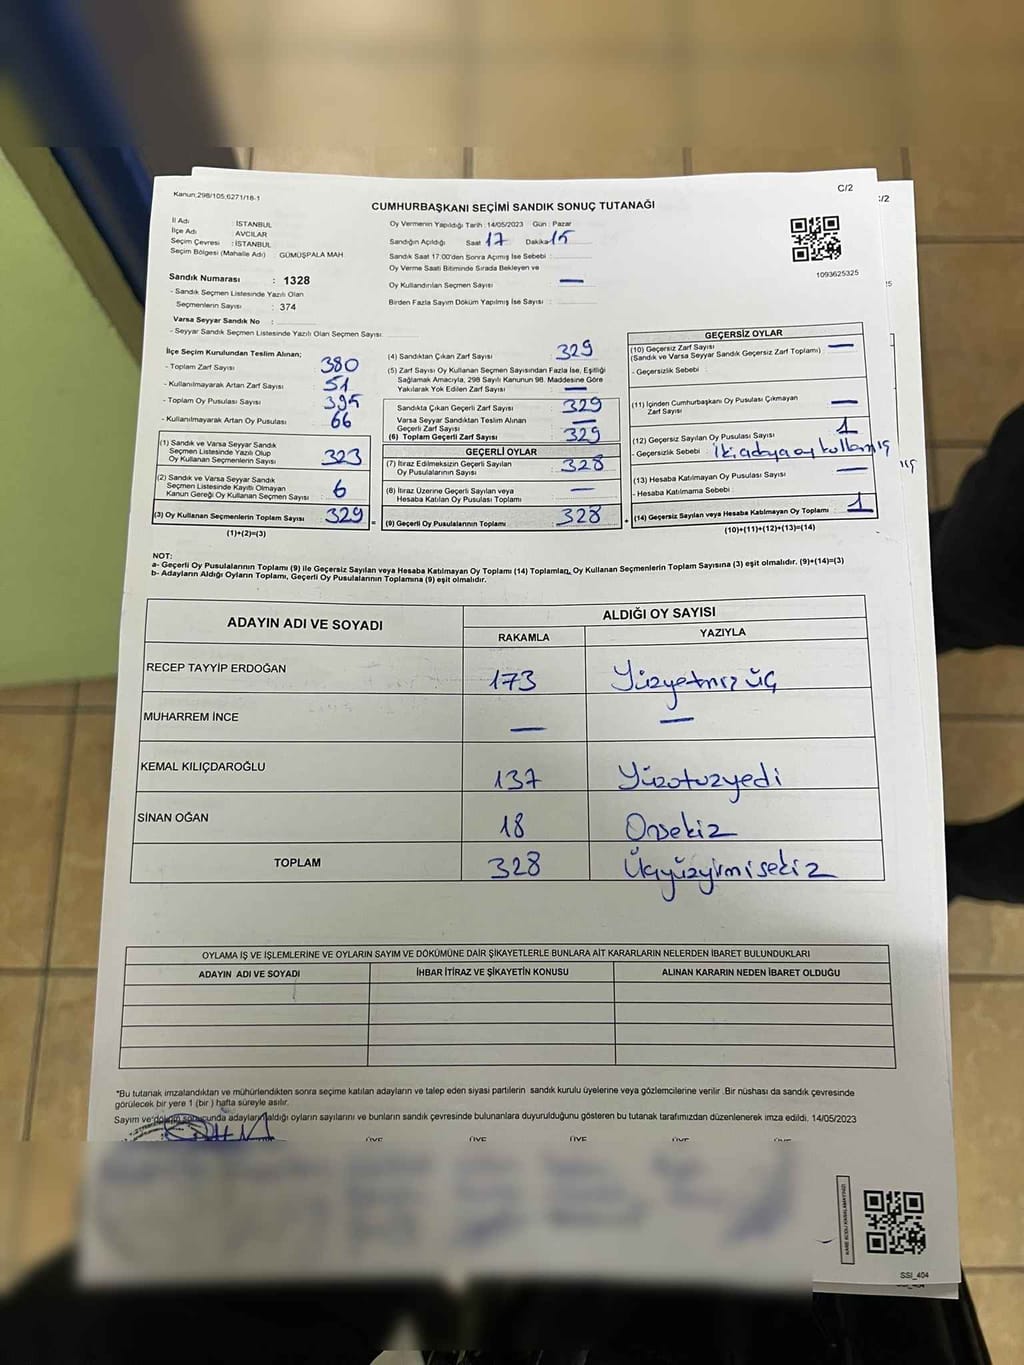 Kanun:298/105;6271/18-1
C/2
:/2
CUMHURBAŞKANI SEÇİMİ SANDIK SONUÇ TUTANAĞI
İl Adı : İSTANBUL
İlçe Adı : AVCILAR
Seçim Çevresi : İSTANBUL
Seçim Bölgesi (Mahalle Adı) : GÜMÜŞPALA MAH
Sandık Numarası : 1328
- Sandık Seçmen Listesinde Yazılı Olan
Seçmenlerin Sayısı : 374
Varsa Seyyar Sandık No :
- Seyyar Sandık Seçmen Listesinde Yazılı Olan Seçmen Sayısı:
Oy Vermenin Yapıldığı Tarih : 14/05/2023 Gün : Pazar
Sandığın Açıldığı Saat 17 Dakika 15
Sandık Saat 17:00'den Sonra Açımış İse Sebebi :
Oy Verme Saati Bitiminde Sırada Bekleyen ve
Oy Kullandırılan Seçmen Sayısı : —
Birden Fazla Sayım Döküm Yapılmış İse Sayısı :
1093625325
İlçe Seçim Kurulundan Teslim Alınan;
- Toplam Zarf Sayısı : 380
- Kullanılmayarak Artan Zarf Sayısı : 51
- Toplam Oy Pusulası Sayısı : 395
- Kullanılmayarak Artan Oy Pusulası : 66
(1) Sandık ve Varsa Seyyar Sandık
Seçmen Listesinde Yazılı Olup
Oy Kullanan Seçmenlerin Sayısı : 323
(2) Sandık ve Varsa Seyyar Sandık
Seçmen Listesinde Kayıtlı Olmayan
Kanun Gereği Oy Kullanan Seçmen Sayısı : 6
(3) Oy Kullanan Seçmenlerin Toplam Sayısı : 329 =
(1)+(2)=(3)
(4) Sandıktan Çıkan Zarf Sayısı : 329
(5) Zarf Sayısı Oy Kullanan Seçmen Sayısından Fazla İse, Eşitliği
Sağlamak Amacıyla; 298 Sayılı Kanunun 98. Maddesine Göre
Yakılarak Yok Edilen Zarf Sayısı : —
Sandıkta Çıkan Geçerli Zarf Sayısı : 329
Varsa Seyyar Sandıktan Teslim Alınan
Geçerli Zarf Sayısı : —
(6) Toplam Geçerli Zarf Sayısı : 329
GEÇERLİ OYLAR
(7) İtiraz Edilmeksizin Geçerli Sayılan
Oy Pusulalarının Sayısı : 328
(8) İtiraz Üzerine Geçerli Sayılan veya
Hesaba Katılan Oy Pusulası Toplamı : —
(9) Geçerli Oy Pusulalarının Toplamı : 328 +
GEÇERSİZ OYLAR
(10) Geçersiz Zarf Sayısı : —
(Sandık ve Varsa Seyyar Sandık Geçersiz Zarf Toplamı)
- Geçersizlik Sebebi :
(11) İçinden Cumhurbaşkanı Oy Pusulası Çıkmayan
Zarf Sayısı : —
(12) Geçersiz Sayılan Oy Pusulası Sayısı : 1
- Geçersizlik Sebebi : iki adaya oy kullanmış
(13) Hesaba Katılmayan Oy Pusulası Sayısı : —
- Hesaba Katılmama Sebebi :
(14) Geçersiz Sayılan veya Hesaba Katılmayan Oy Toplamı : 1
(10)+(11)+(12)+(13)=(14)
NOT:
a- Geçerli Oy Pusulalarının Toplamı (9) ile Geçersiz Sayılan veya Hesaba Katılmayan Oy Toplamı (14) Toplamları, Oy Kullanan Seçmenlerin Toplam Sayısına (3) eşit olmalıdır. (9)+(14)=(3)
b- Adayların Aldığı Oyların Toplamı, Geçerli Oy Pusulalarının Toplamına (9) eşit olmalıdır.
ADAYIN ADI VE SOYADI
ALDIĞI OY SAYISI
RAKAMLA YAZIYLA
RECEP TAYYİP ERDOĞAN 173 Yüzyetmiş üç
MUHARREM İNCE — —
KEMAL KILIÇDAROĞLU 137 Yüzotuzyedi
SİNAN OĞAN 18 Onsekiz
TOPLAM 328 Üçyüzyirmisekiz
OYLAMA İŞ VE İŞLEMLERİNE VE OYLARIN SAYIM VE DÖKÜMÜNE DAİR ŞİKAYETLERLE BUNLARA AİT KARARLARIN NELERDEN İBARET BULUNDUKLARI
ADAYIN ADI VE SOYADI İHBAR İTİRAZ VE ŞİKAYETİN KONUSU ALINAN KARARIN NEDEN İBARET OLDUĞU
*Bu tutanak imzalandıktan ve mühürlendikten sonra seçime katılan adayların ve talep eden siyasi partilerin sandık kurulu üyelerine veya gözlemcilerine verilir. Bir nüshası da sandık çevresinde
görülecek bir yere 1 (bir) hafta süreyle asılır.
Sayım ve döküm sonucunda adayların aldığı oyların sayılarını ve bunların sandık çevresinde bulunanlara duyurulduğunu gösteren bu tutanak tarafımızdan düzenlenerek imza edildi. 14/05/2023
ÜYE ÜYE ÜYE ÜYE ÜYE
SSI_404